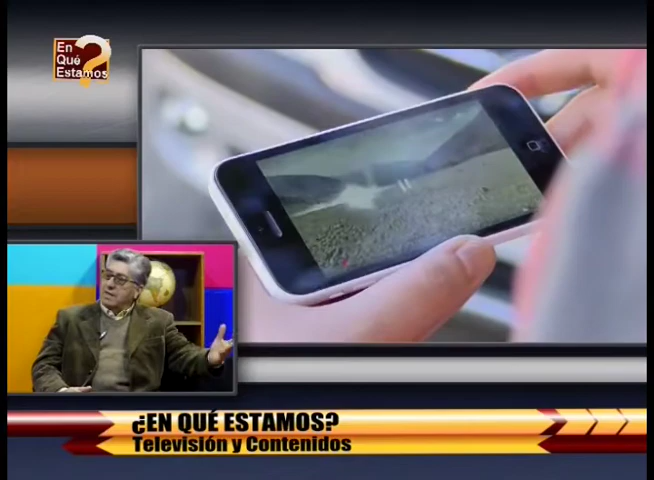 En
Qué
Estamos
?
¿EN QUÉ ESTAMOS?
Televisión y Contenidos